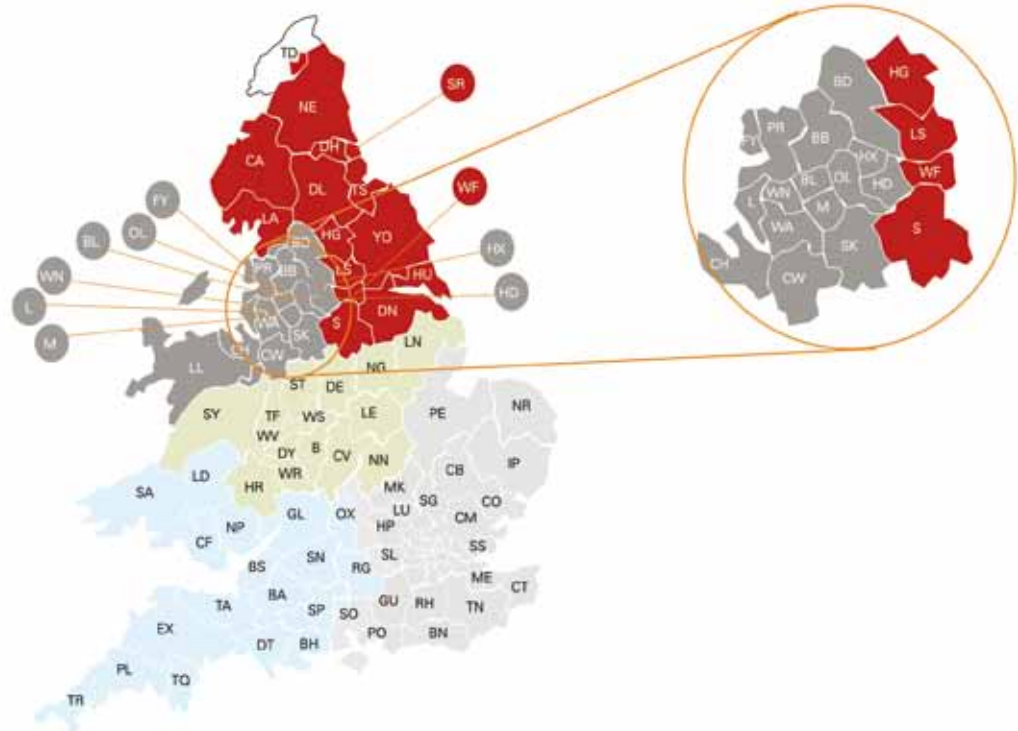 TD
SR
NE
DH
CA
DL
TS
WF
LA
HG
YO
FY
OL
BL
WN
L
M
BD
PR
BB
LS
HU
HX
HD
WA
S
DN
SK
CH
CW
LL
LN
NG
ST
DE
SY
TF
WS
LE
PE
NR
WV
DY
B
CV
NN
WR
HR
CB
IP
MK
LD
SA
SG
CO
LU
GL
OX
HP
CM
NP
CF
SN
SL
SS
BS
RG
ME
CT
BA
TA
SP
SO
GU
RH
TN
EX
DT
BH
PO
BN
PL
TQ
TR
BD
HG
FY
PR
BB
LS
HX
WF
BL
OL
HD
L
WN
M
WA
SK
S
CH
CW